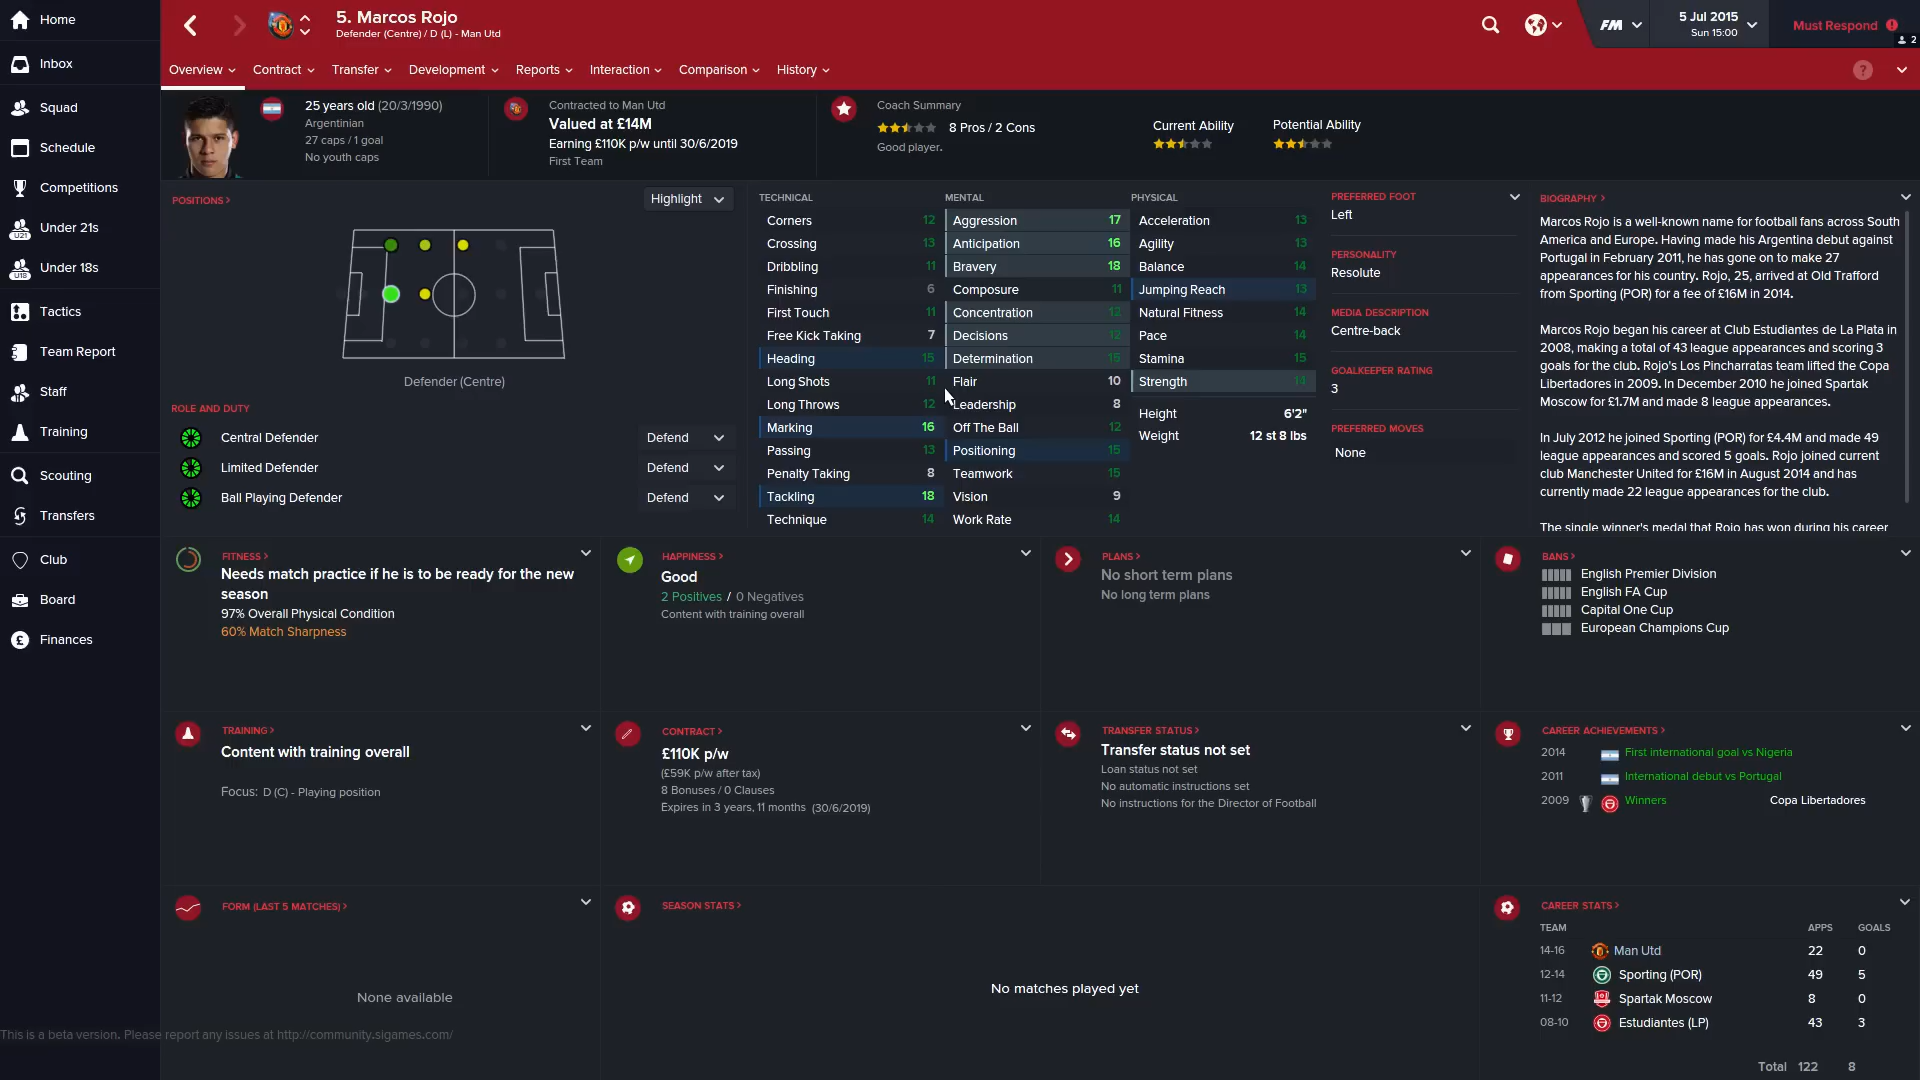 Home
Inbox
Squad
Schedule
Competitions
U21
Under 21s
U18
Under 18s
Tactics
Team Report
Staff
Training
Scouting
Transfers
Club
Board
Finances
5. Marcos Rojo
Defender (Centre) / D (L) - Man Utd
FM
5 Jul 2015
Sun 15:00
Must Respond
2
Overview
Contract
Transfer
Development
Reports
Interaction
Comparison
History
?
25 years old (20/3/1990)
Argentinian
27 caps / 1 goal
No youth caps
Contracted to Man Utd
Valued at £14M
Earning £110K p/w until 30/6/2019
First Team
Coach Summary
8 Pros / 2 Cons
Good player.
Current Ability
Potential Ability
POSITIONS >
Highlight
Defender (Centre)
ROLE AND DUTY
Central Defender Defend
Limited Defender Defend
Ball Playing Defender Defend
TECHNICAL
Corners 12
Crossing 13
Dribbling 11
Finishing 6
First Touch 11
Free Kick Taking 7
Heading 15
Long Shots 11
Long Throws 12
Marking 16
Passing 13
Penalty Taking 8
Tackling 18
Technique 14
MENTAL
Aggression 17
Anticipation 16
Bravery 18
Composure 11
Concentration 12
Decisions 12
Determination 15
Flair 10
Leadership 8
Off The Ball 12
Positioning 15
Teamwork 15
Vision 9
Work Rate 14
PHYSICAL
Acceleration 13
Agility 13
Balance 14
Jumping Reach 13
Natural Fitness 14
Pace 14
Stamina 15
Strength
Height 6'2"
Weight 12 st 8 lbs
PREFERRED FOOT
Left
PERSONALITY
Resolute
MEDIA DESCRIPTION
Centre-back
GOALKEEPER RATING
3
PREFERRED MOVES
None
BIOGRAPHY >
Marcos Rojo is a well-known name for football fans across South
America and Europe. Having made his Argentina debut against
Portugal in February 2011, he has gone on to make 27
appearances for his country. Rojo, 25, arrived at Old Trafford
from Sporting (POR) for a fee of £16M in 2014.
Marcos Rojo began his career at Club Estudiantes de La Plata in
2008, making a total of 43 league appearances and scoring 3
goals for the club. Rojo's Los Pincharratas team lifted the Copa
Libertadores in 2009. In December 2010 he joined Spartak
Moscow for £1.7M and made 8 league appearances.
In July 2012 he joined Sporting (POR) for £4.4M and made 49
league appearances and scored 5 goals. Rojo joined current
club Manchester United for £16M in August 2014 and has
currently made 22 league appearances for the club.
The single winner's medal that Rojo has won during his career
FITNESS >
Needs match practice if he is to be ready for the new
season
97% Overall Physical Condition
60% Match Sharpness
HAPPINESS >
Good
2 Positives / 0 Negatives
Content with training overall
PLANS >
No short term plans
No long term plans
BANS >
English Premier Division
English FA Cup
Capital One Cup
European Champions Cup
TRAINING >
Content with training overall
Focus: D (C) - Playing position
CONTRACT >
£110K p/w
(£59K p/w after tax)
8 Bonuses / 0 Clauses
Expires in 3 years, 11 months (30/6/2019)
TRANSFER STATUS >
Transfer status not set
Loan status not set
No automatic instructions set
No instructions for the Director of Football
CAREER ACHIEVEMENTS >
2014 First international goal vs Nigeria
2011 International debut vs Portugal
2009 Winners Copa Libertadores
FORM (LAST 5 MATCHES) >
None available
SEASON STATS >
No matches played yet
CAREER STATS >
TEAM APPS GOALS
14-16 Man Utd 22 0
12-14 Sporting (POR) 49 5
11-12 Spartak Moscow 8 0
08-10 Estudiantes (LP) 43 3
Total 122 8
This is a beta version. Please report any issues at http://community.sigames.com/